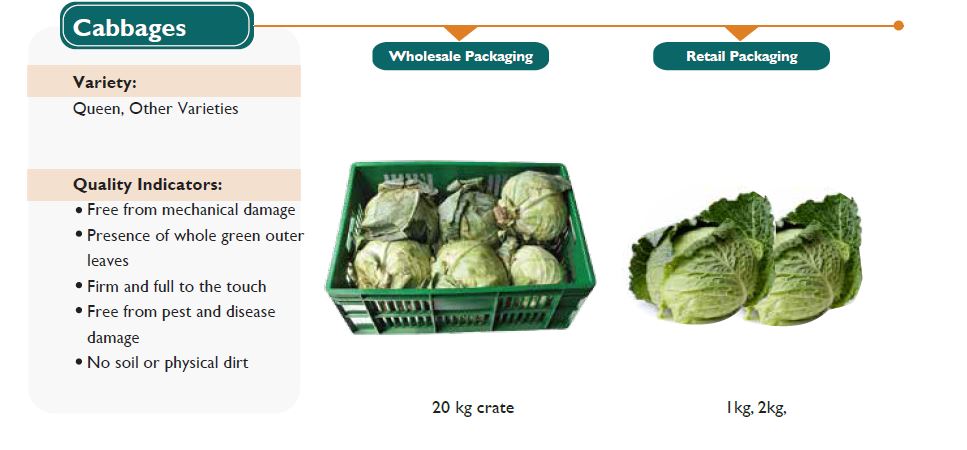 Cabbages
Wholesale Packaging
Retail Packaging
Variety:
Queen, Other Varieties
Quality Indicators:
• Free from mechanical damage
• Presence of whole green outer
leaves
• Firm and full to the touch
• Free from pest and disease
damage
• No soil or physical dirt
20 kg crate
1kg, 2kg,